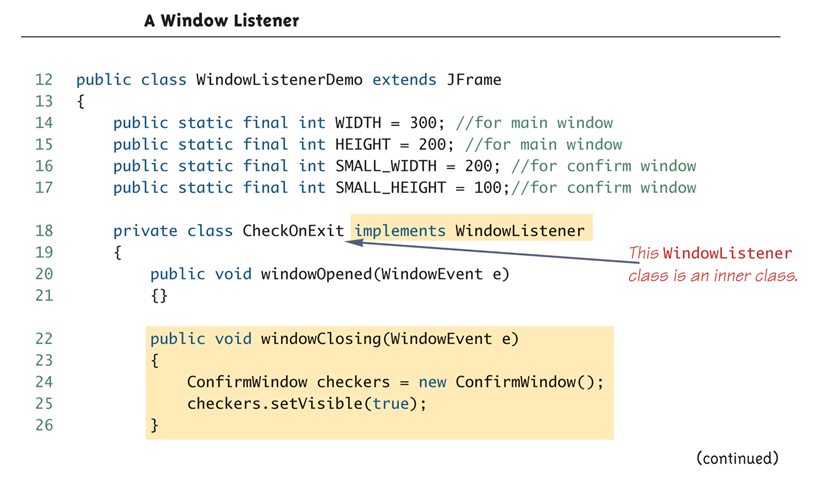 A Window Listener
12 public class WindowListenerDemo extends JFrame
13 {
14 public static final int WIDTH = 300; //for main window
15 public static final int HEIGHT = 200; //for main window
16 public static final int SMALL_WIDTH = 200; //for confirm window
17 public static final int SMALL_HEIGHT = 100;//for confirm window
18 private class CheckOnExit implements WindowListener
19 {
This WindowListener
class is an inner class.
20 public void windowOpened(WindowEvent e)
21 {}
22 public void windowClosing(WindowEvent e)
23 {
24 ConfirmWindow checkers = new ConfirmWindow();
25 checkers.setVisible(true);
26 }
(continued)